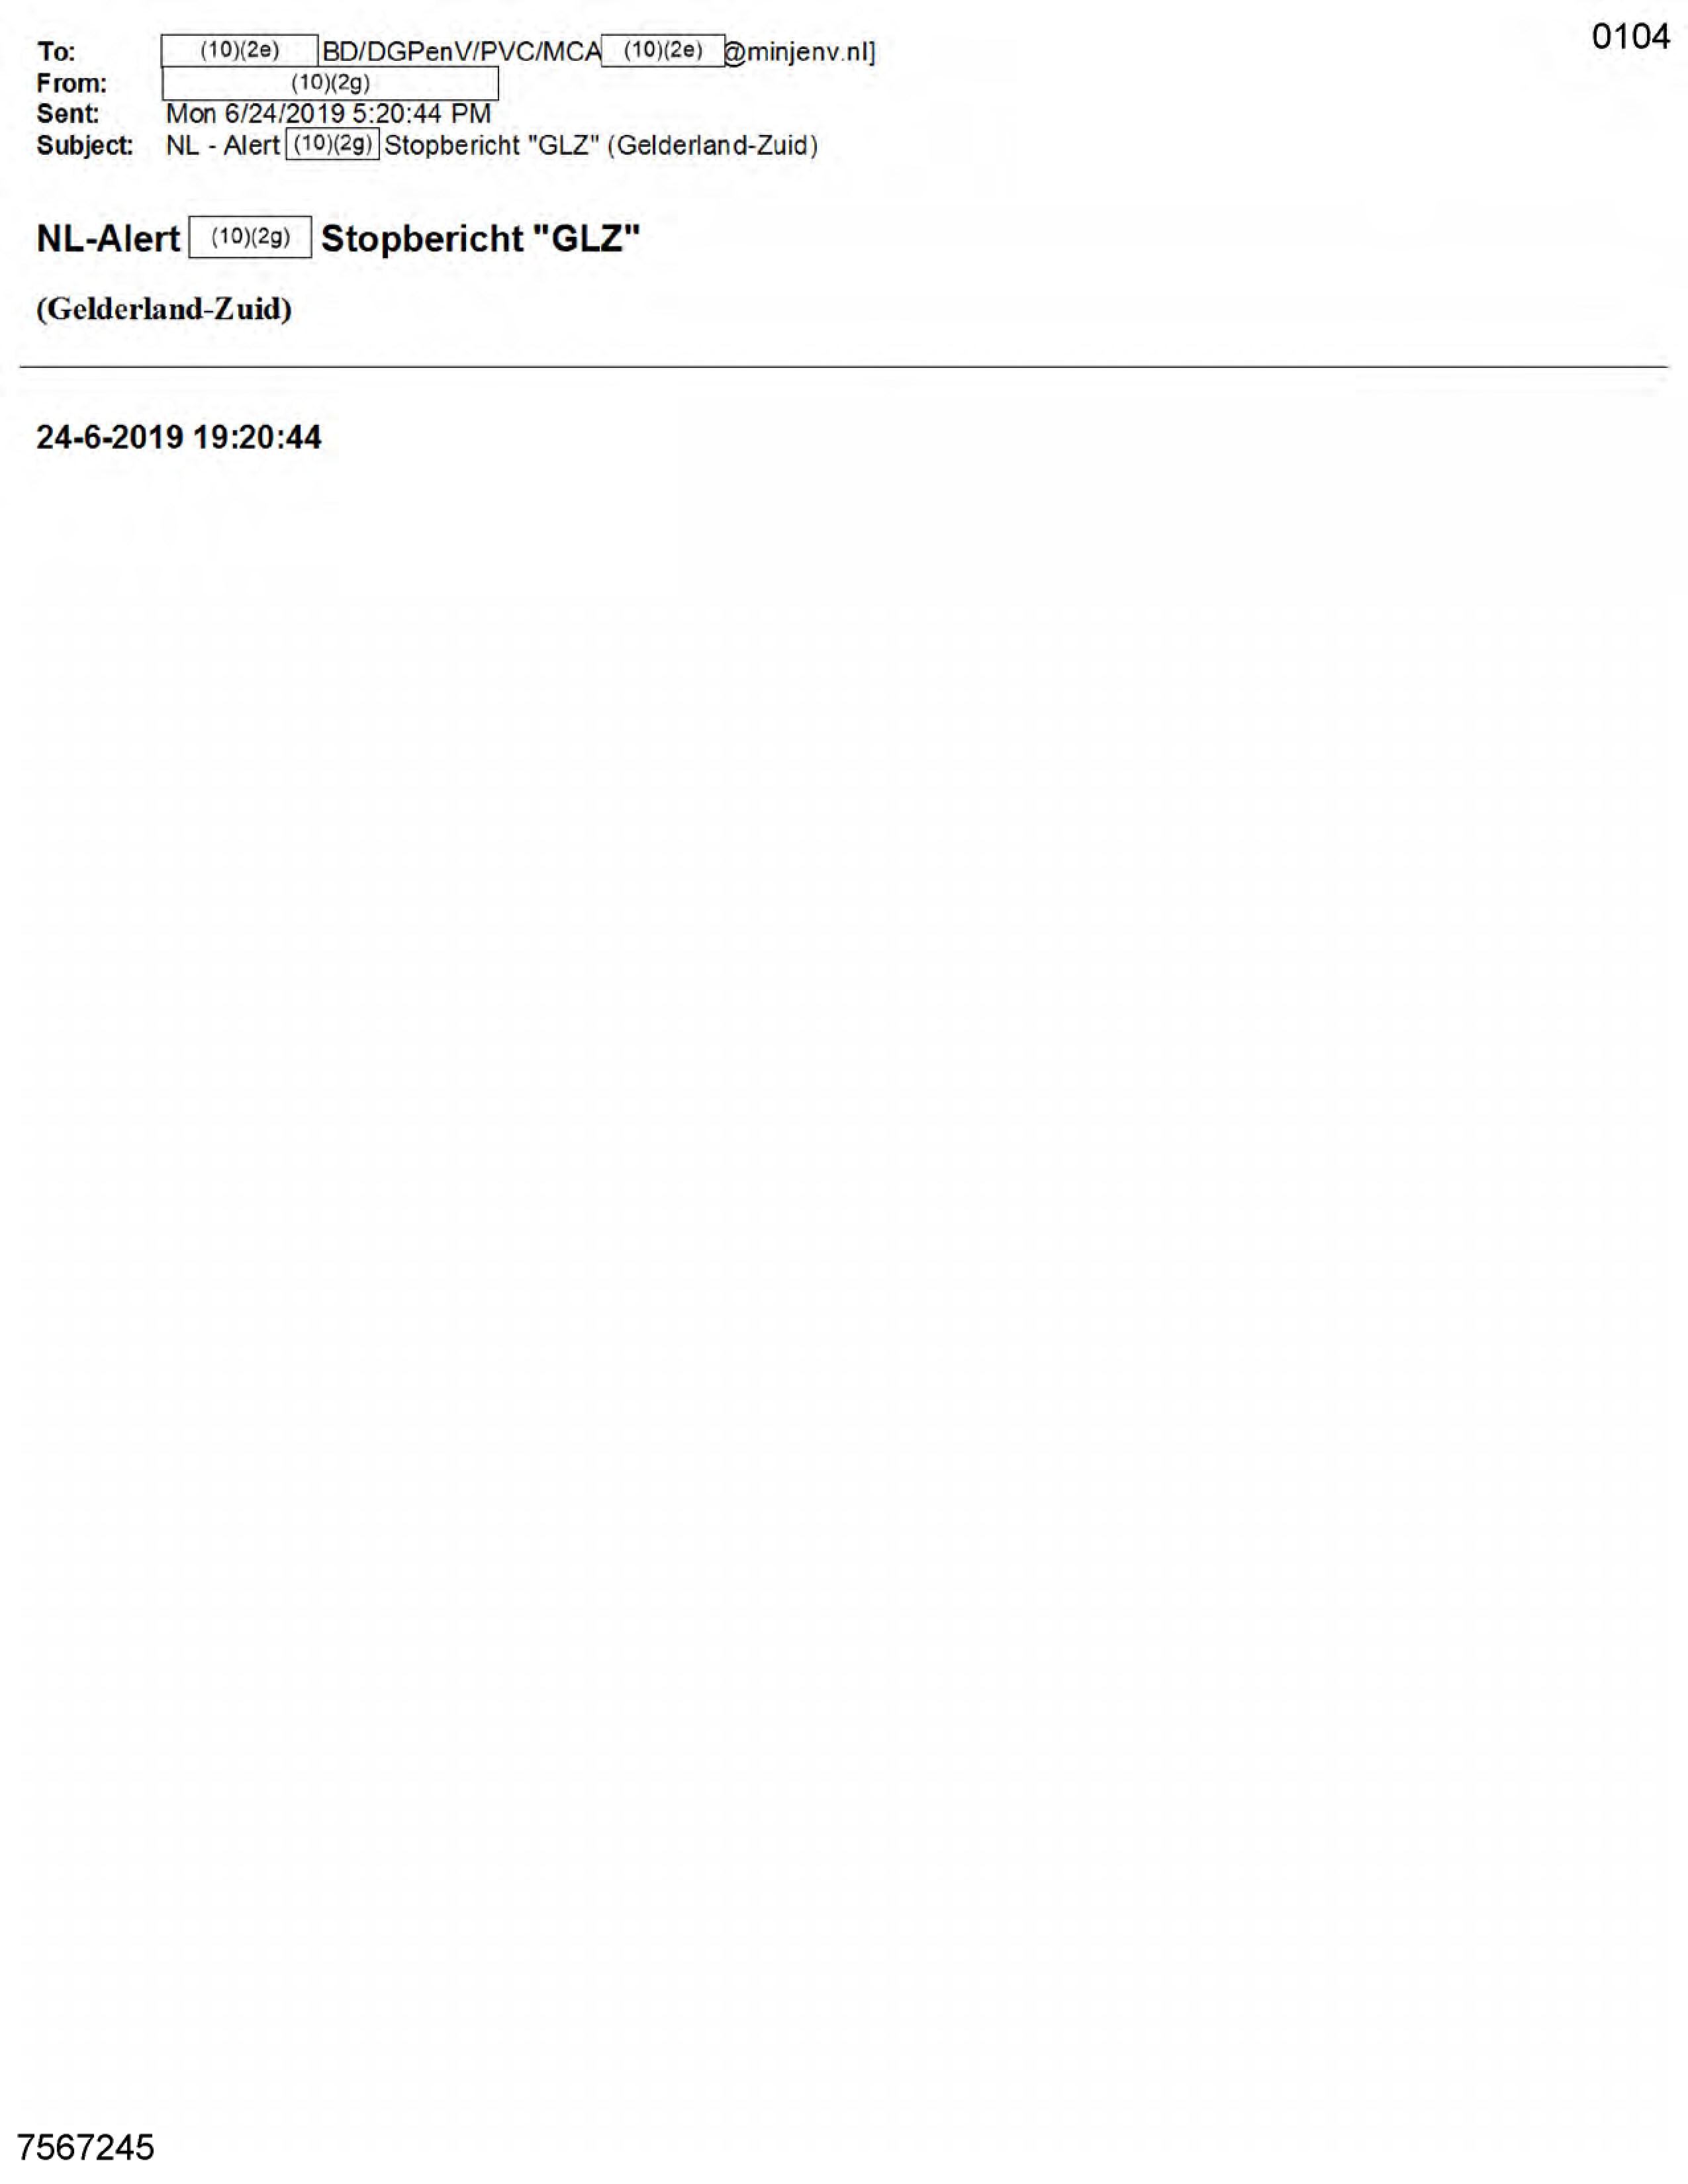 0104
To: (10)(2e) BD/DGPenV/PVC/MCA (10)(2e) @minjenv.nl]
From: (10)(2g)
Sent: Mon 6/24/2019 5:20:44 PM
Subject: NL - Alert (10)(2g) Stopbericht "GLZ" (Gelderland-Zuid)
NL-Alert (10)(2g) Stopbericht "GLZ"
(Gelderland-Zuid)
24-6-2019 19:20:44
7567245